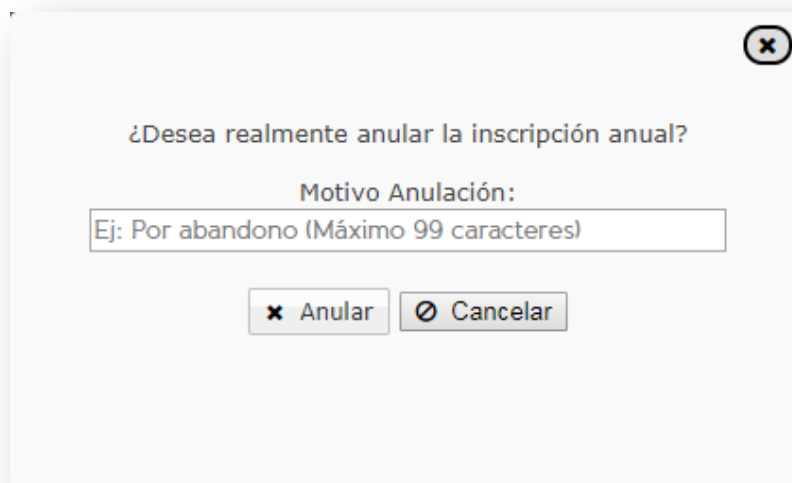 ¿Desea realmente anular la inscripción anual?
Motivo Anulación:
Ej: Por abandono (Máximo 99 caracteres)
Anular Cancelar